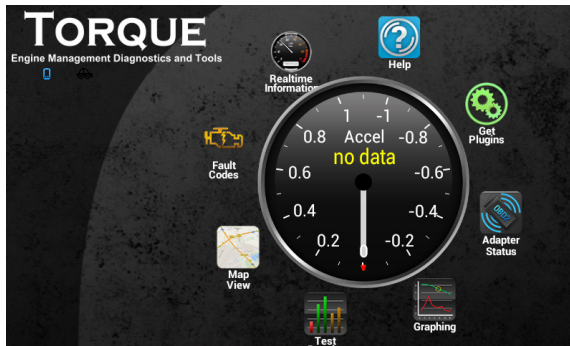 TORQUE
Engine Management Diagnostics and Tools
Help
Realtime
Information
Get
Plugins
1 -1
0.8 Accel -0.8
no data
Fault
Codes
0.6 -0.6
0.4 -0.4
0.2 0 -0.2
OBD2
Adapter
Status
Map
View
Graphing
Test